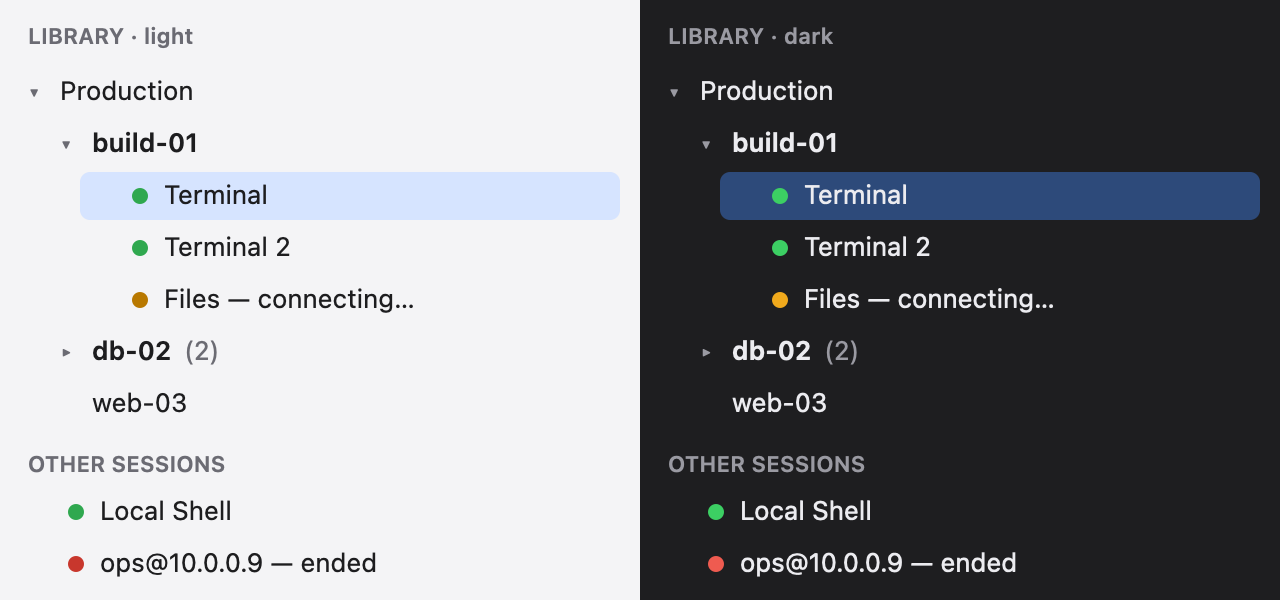 LIBRARY · light
Production
build-01
Terminal
Terminal 2
Files — connecting…
db-02 (2)
web-03
OTHER SESSIONS
Local Shell
ops@10.0.0.9 — ended
LIBRARY · dark
Production
build-01
Terminal
Terminal 2
Files — connecting…
db-02 (2)
web-03
OTHER SESSIONS
Local Shell
ops@10.0.0.9 — ended